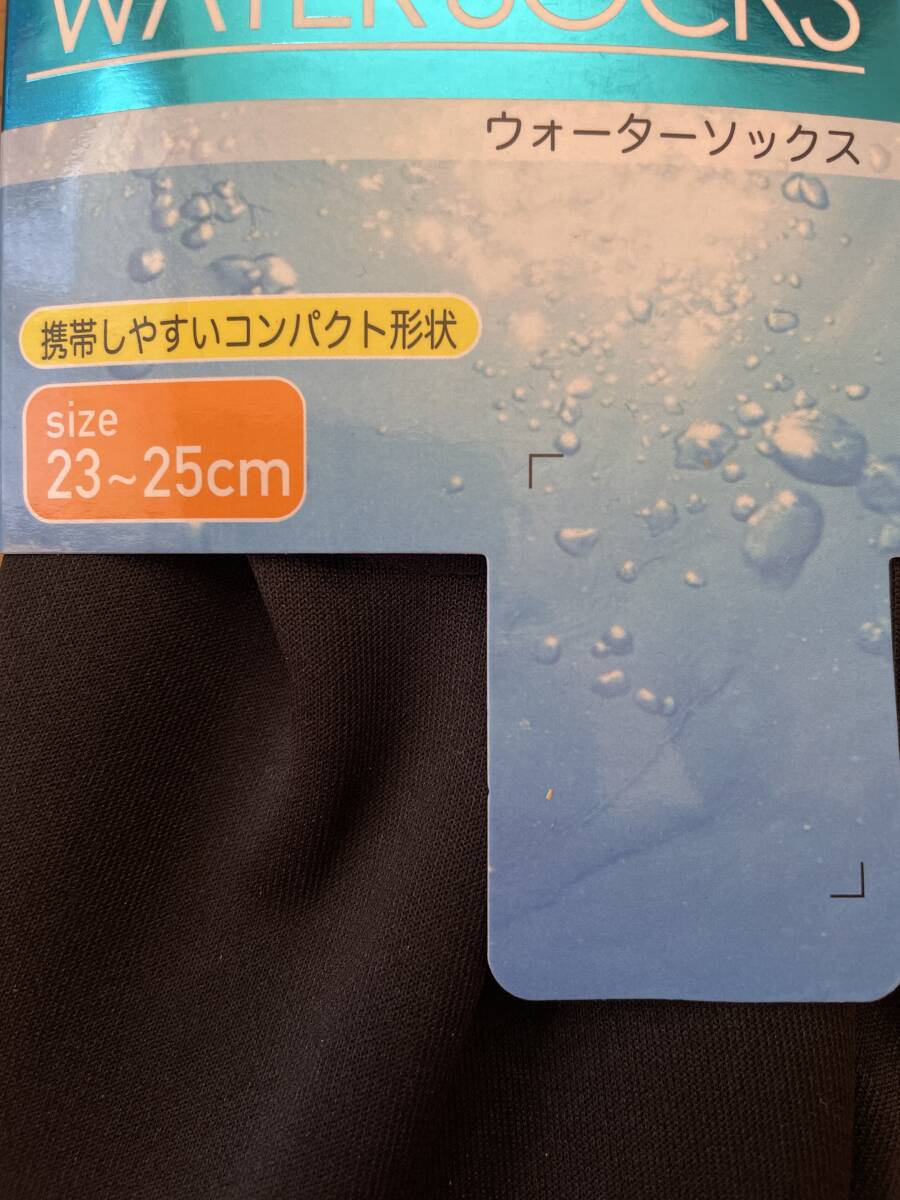 WATER SOCKS
ウォーターソックス
携帯しやすいコンパクト形状
size
23~25cm